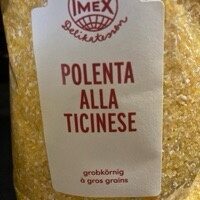 IMEX
Delikatessen
POLENTA
ALLA
TICINESE
grobkörnig
à gros grains